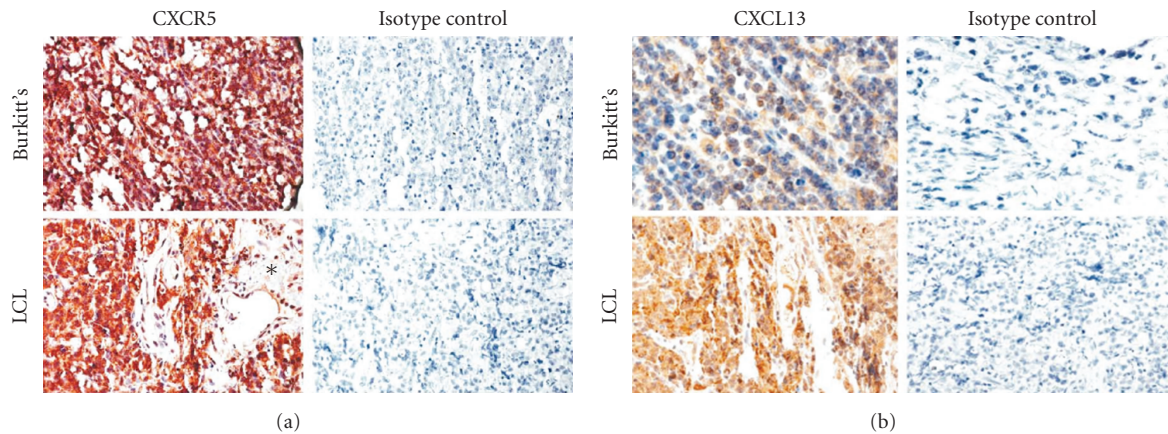 CXCR5
Isotype control
CXCL13
Isotype control
Burkitt's
LCL
*
Burkitt's
LCL
(a)
(b)